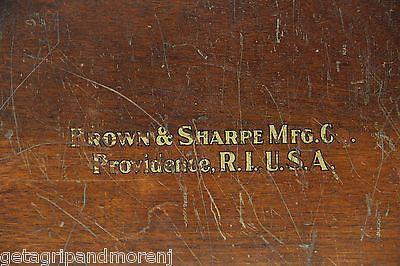 BROWN & SHARPE MFG. C .
Providence, R.I. U.S.A.
getagripandmorenj